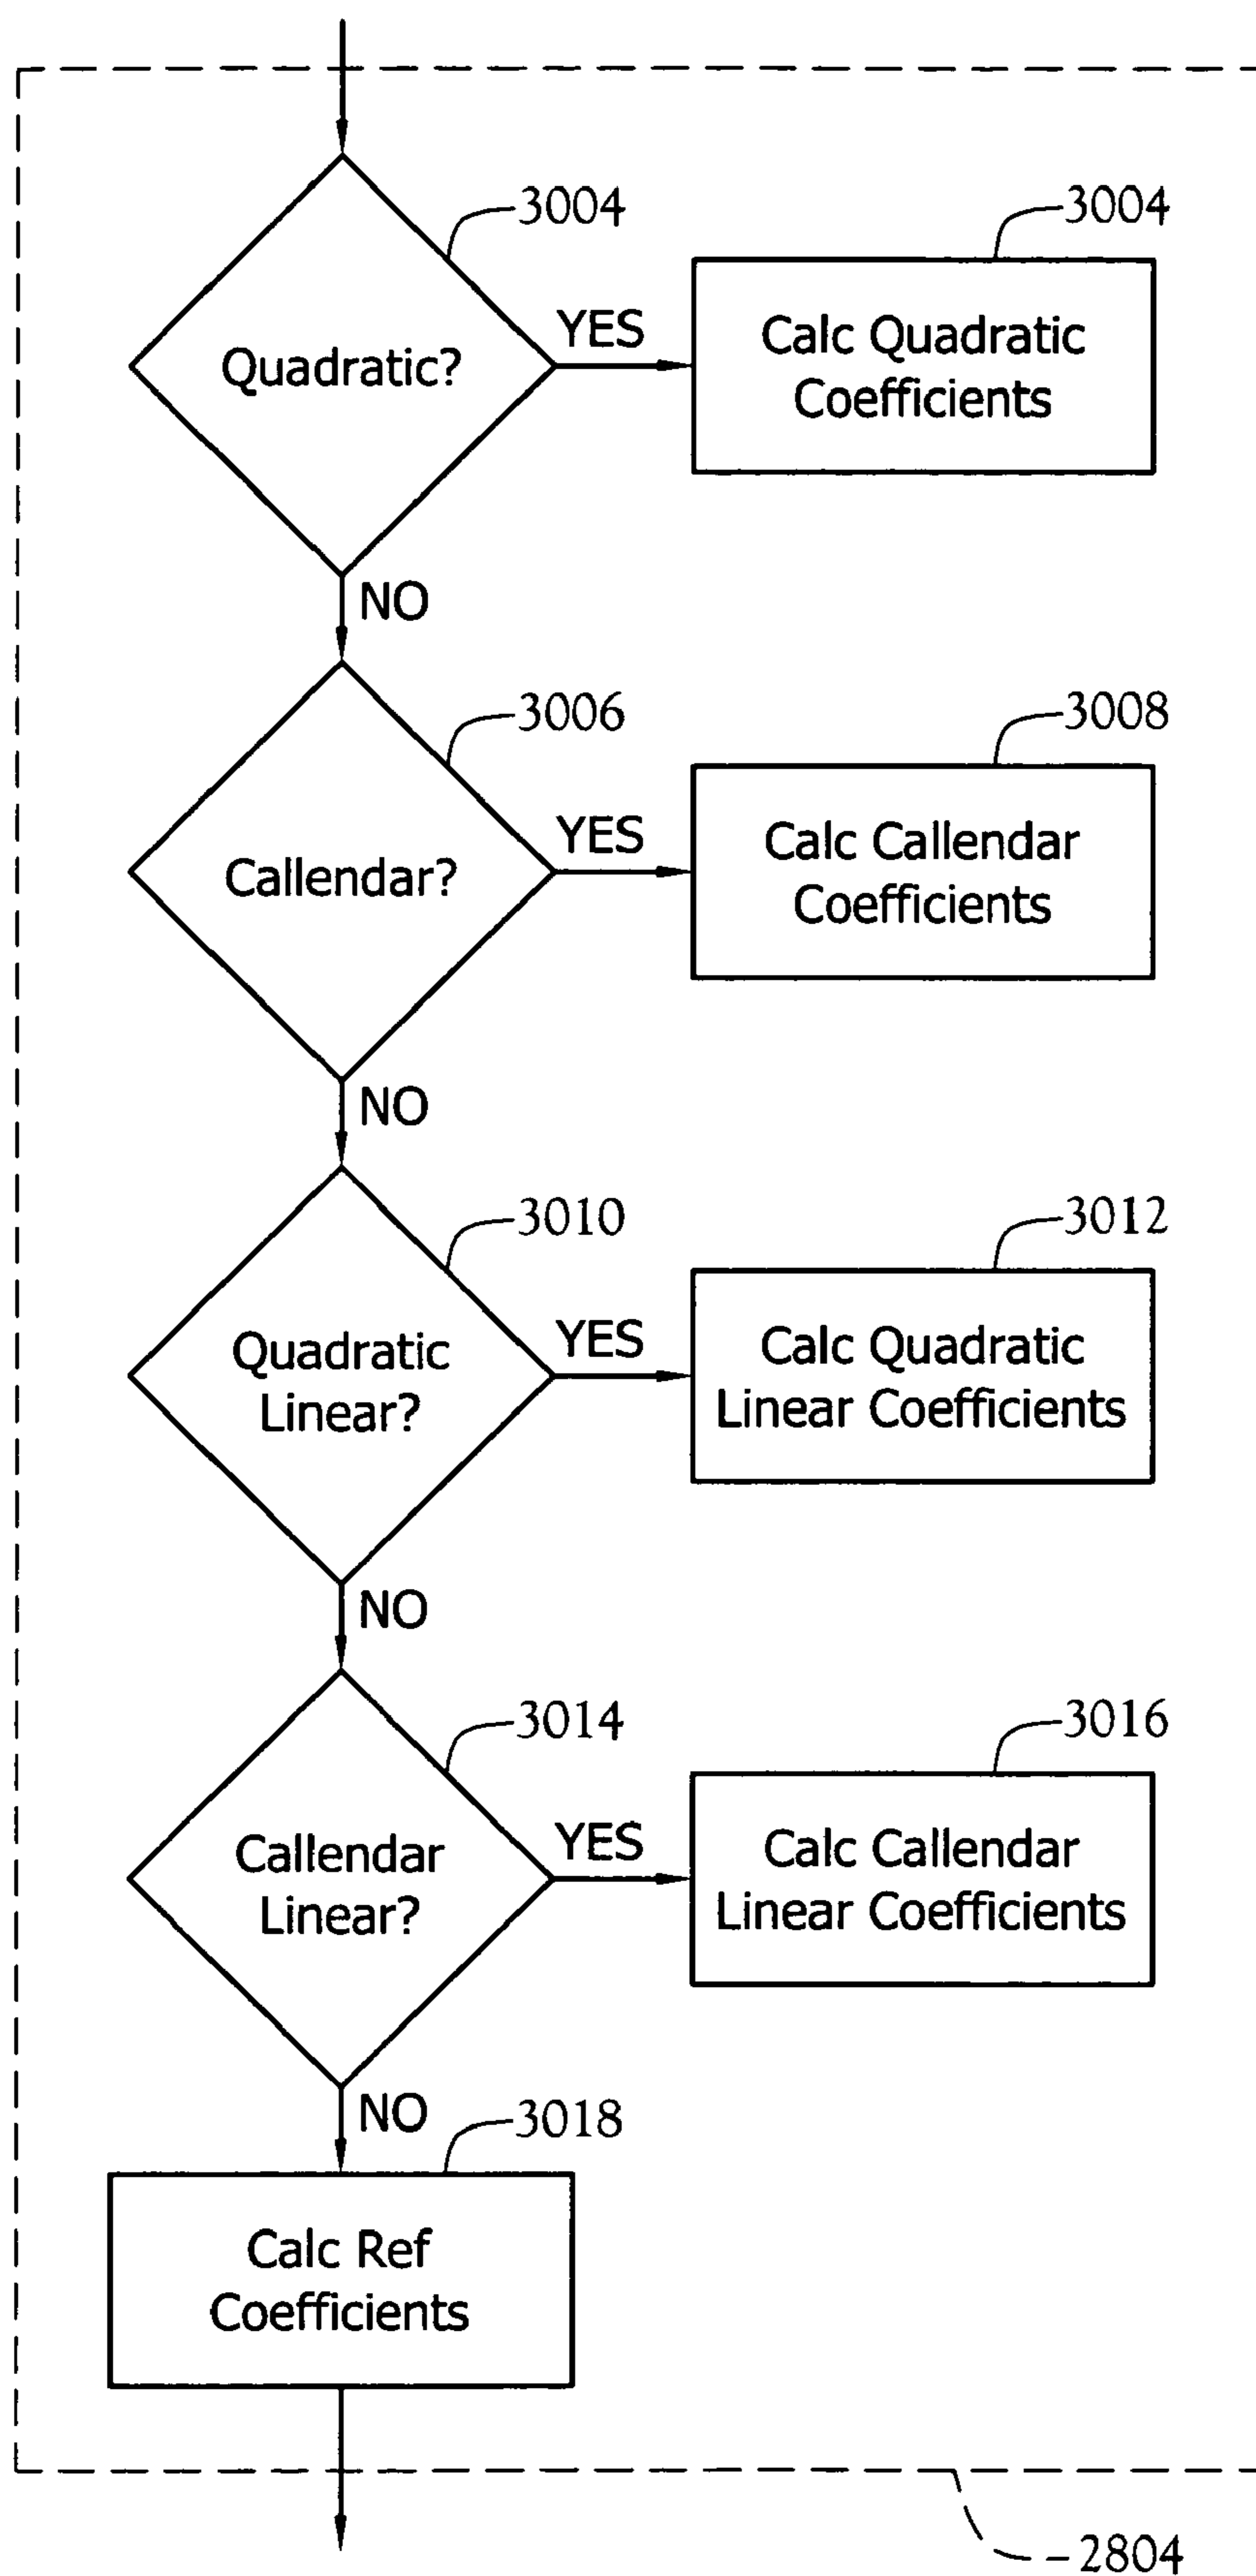 3004
3004
Quadratic?
YES
Calc Quadratic
Coefficients
NO
3006
3008
Callendar?
YES
Calc Callendar
Coefficients
NO
3010
3012
Quadratic
Linear?
YES
Calc Quadratic
Linear Coefficients
NO
3014
3016
Callendar
Linear?
YES
Calc Callendar
Linear Coefficients
NO
3018
Calc Ref
Coefficients
2804